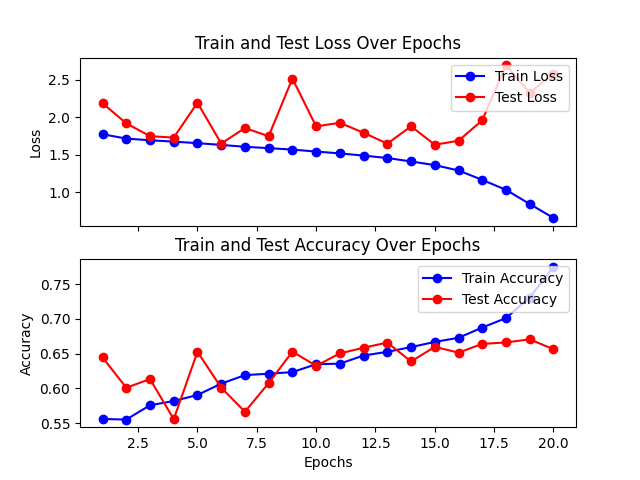 Train and Test Loss Over Epochs
Loss
2.5
2.0
1.5
1.0
Train Loss
Test Loss
Train and Test Accuracy Over Epochs
Accuracy
0.75
0.70
0.65
0.60
0.55
Train Accuracy
Test Accuracy
2.5 5.0 7.5 10.0 12.5 15.0 17.5 20.0
Epochs